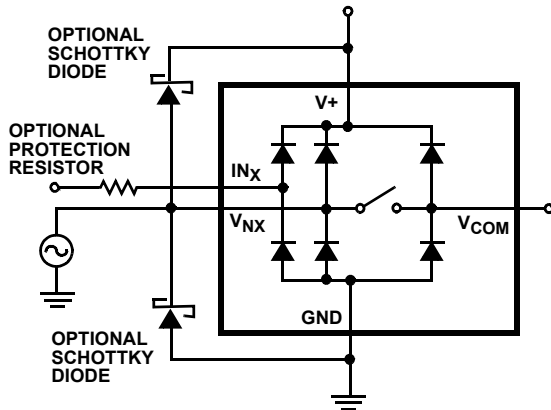 OPTIONAL
SCHOTTKY
DIODE
V+
OPTIONAL
PROTECTION
RESISTOR
INX
VNX
VCOM
GND
OPTIONAL
SCHOTTKY
DIODE